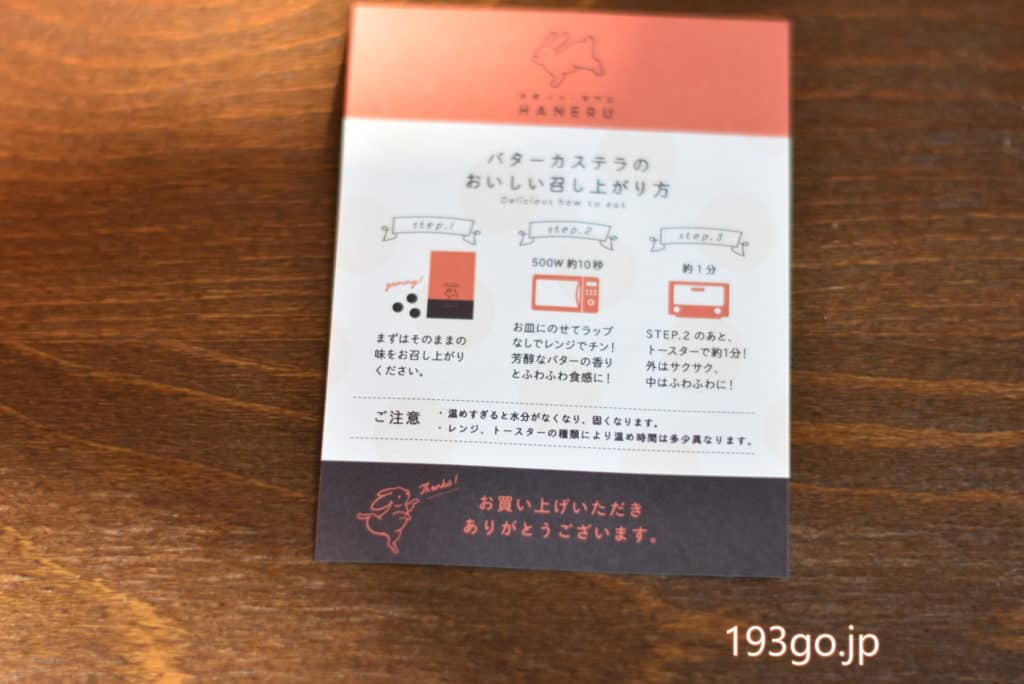 HANERU
バターカステラの
おいしい召し上がり方
Delicious how to eat
step.1
yummy!
まずはそのままの
味をお召し上がり
ください。
step.2
500W 約10秒
お皿にのせてラップ
なしでレンジでチン!
芳醇なバターの香り
とふわふわ食感に!
step.3
約1分
STEP.2 のあと、
トースターで約1分!
外はサクサク、
中はふわふわに!
ご注意
・温めすぎると水分がなくなり、固くなります。
・レンジ、トースターの種類により温め時間は多少異なります。
Thanks!
お買い上げいただき
ありがとうございます。
193go.jp